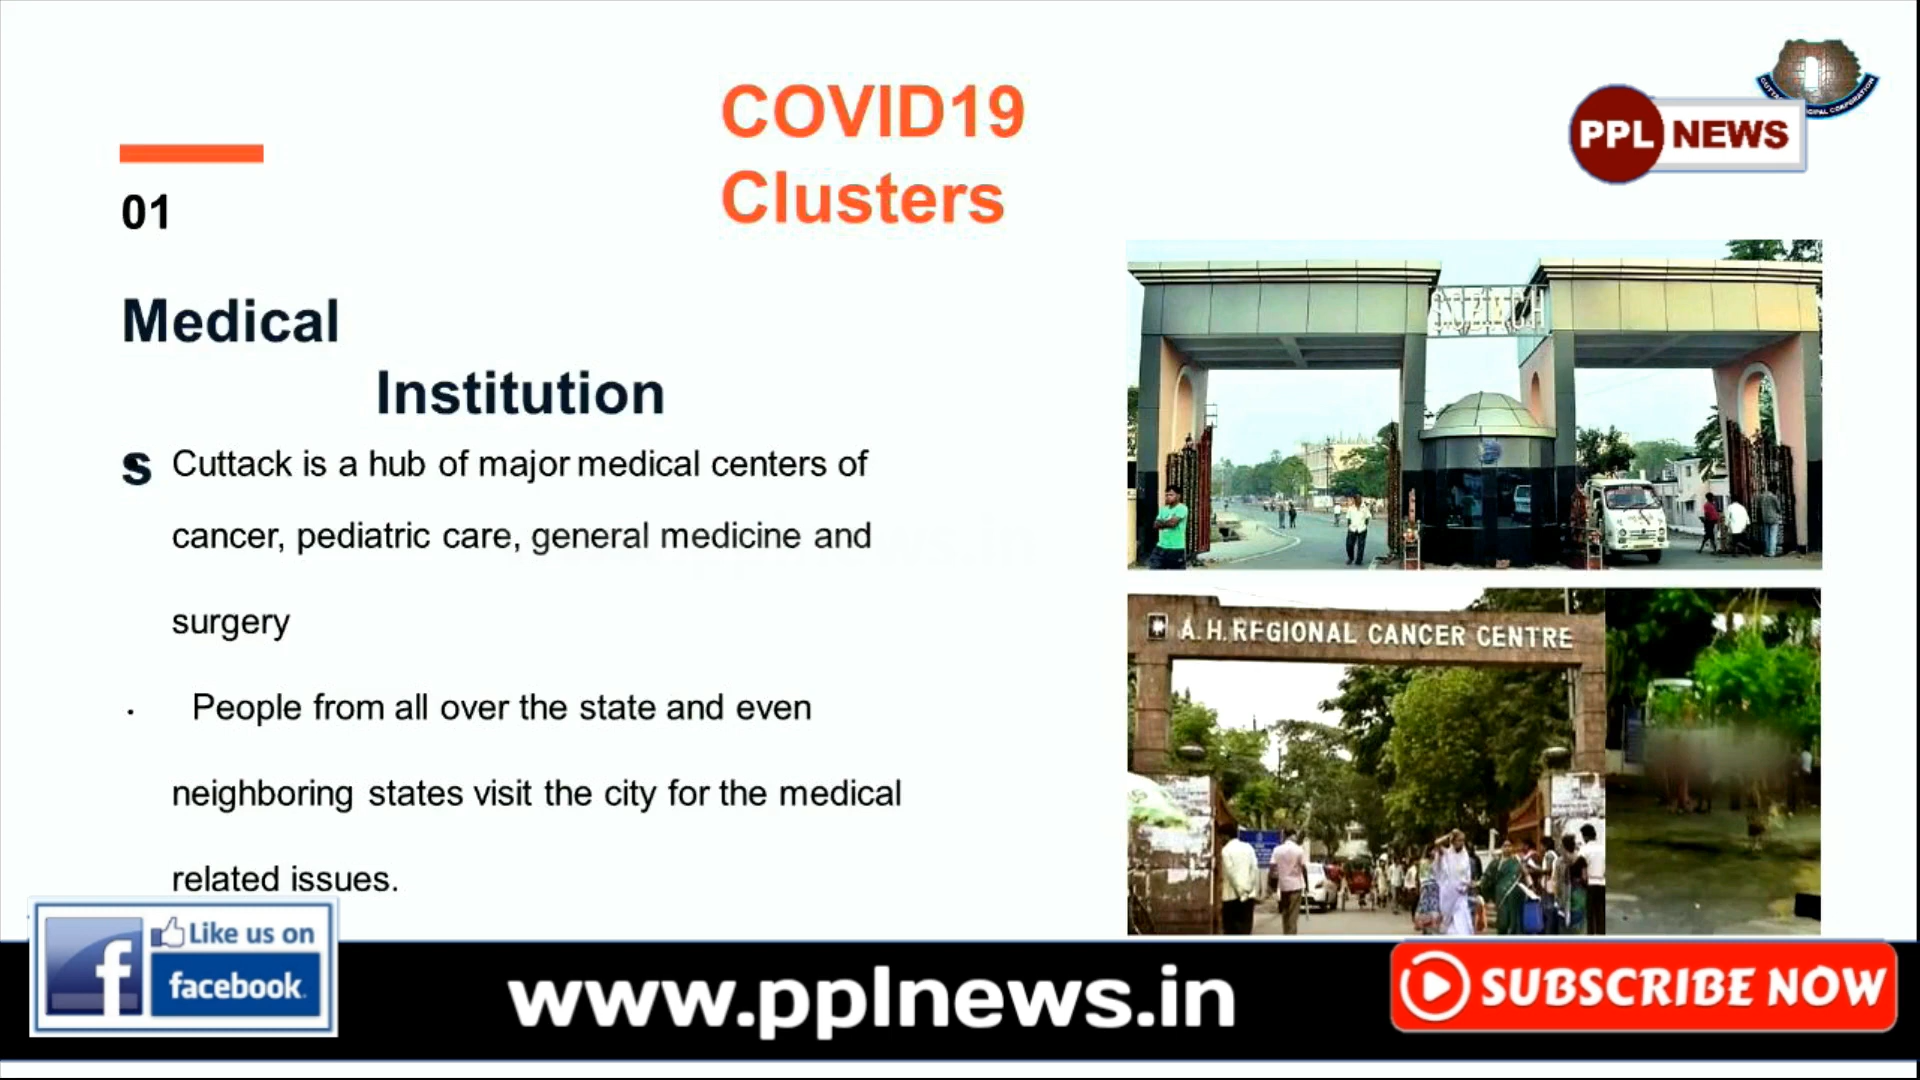 COVID19
Clusters
PPL NEWS
01
Medical
Institution
s
Cuttack is a hub of major medical centers of
cancer, pediatric care, general medicine and
surgery
· People from all over the state and even
neighboring states visit the city for the medical
related issues.
A. H. REGIONAL CANCER CENTRE
Like us on
facebook.
www.pplnews.in
SUBSCRIBE NOW